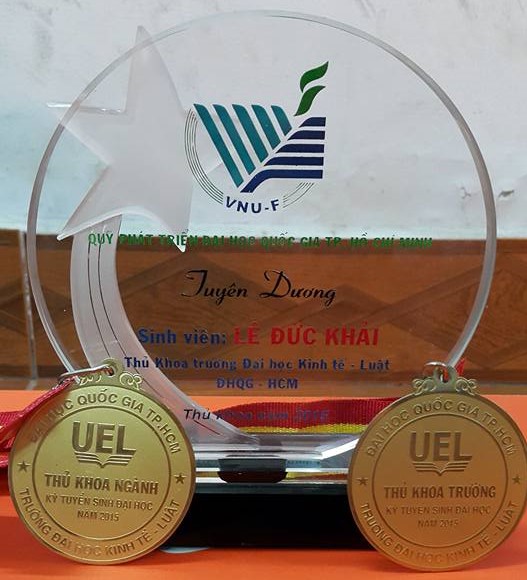 VNU-F
QUỸ PHÁT TRIỂN ĐẠI HỌC QUỐC GIA TP. HỒ CHÍ MINH
Tuyên Dương
Sinh viên: LÊ ĐỨC KHẢI
Thủ Khoa trường Đại học Kinh tế - Luật
ĐHQG - HCM
Thủ khoa năm
ĐẠI HỌC QUỐC GIA TP.HCM
UEL
THỦ KHOA NGÀNH
KỲ TUYỂN SINH ĐẠI HỌC
NĂM 2015
TRƯỜNG ĐẠI HỌC KINH TẾ - LUẬT
ĐẠI HỌC QUỐC GIA TP.HCM
UEL
THỦ KHOA TRƯỜNG
KỲ TUYỂN SINH ĐẠI HỌC
NĂM 2015
TRƯỜNG ĐẠI HỌC KINH TẾ - LUẬT